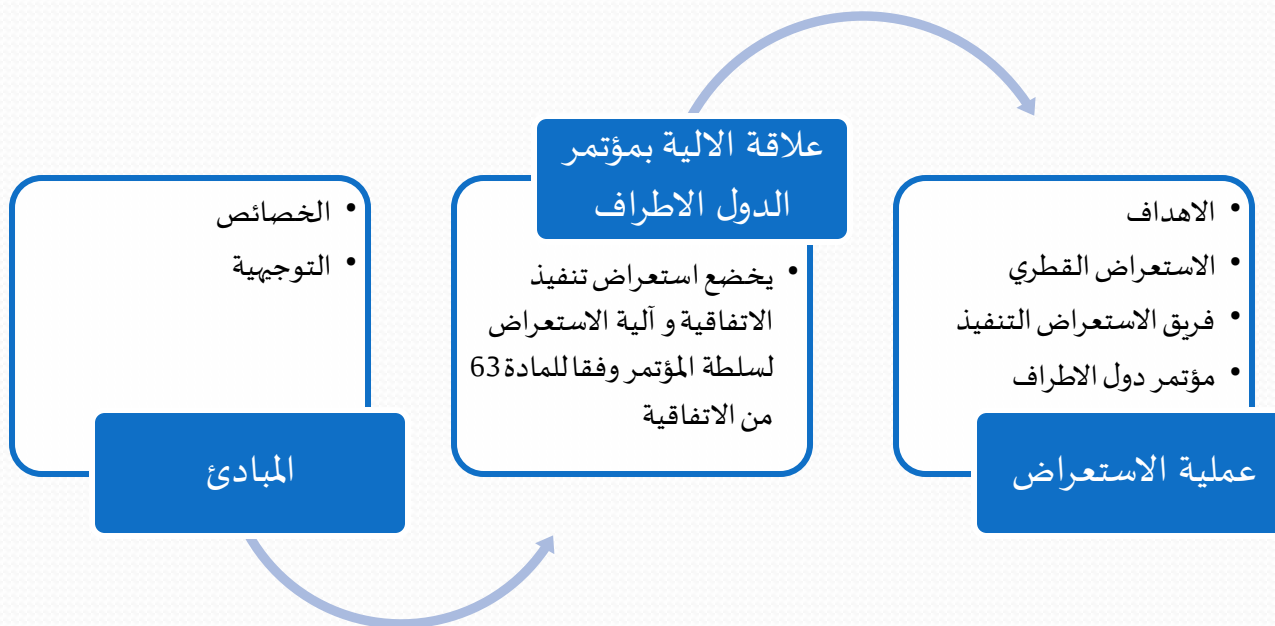 • الخصائص
• التوجيهية
المبادئ
علاقة الالية بمؤتمر
الدول الاطراف
• يخضع استعراض تنفيذ
الاتفاقية و آلية الاستعراض
لسلطة المؤتمر وفقا للمادة 63
من الاتفاقية
• الاهداف
• الاستعراض القطري
• فريق الاستعراض التنفيذ
• مؤتمر دول الاطراف
عملية الاستعراض